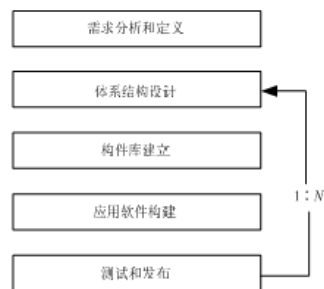 需求分析和定义
体系结构设计
构件库建立
1:N
应用软件构建
测试和发布